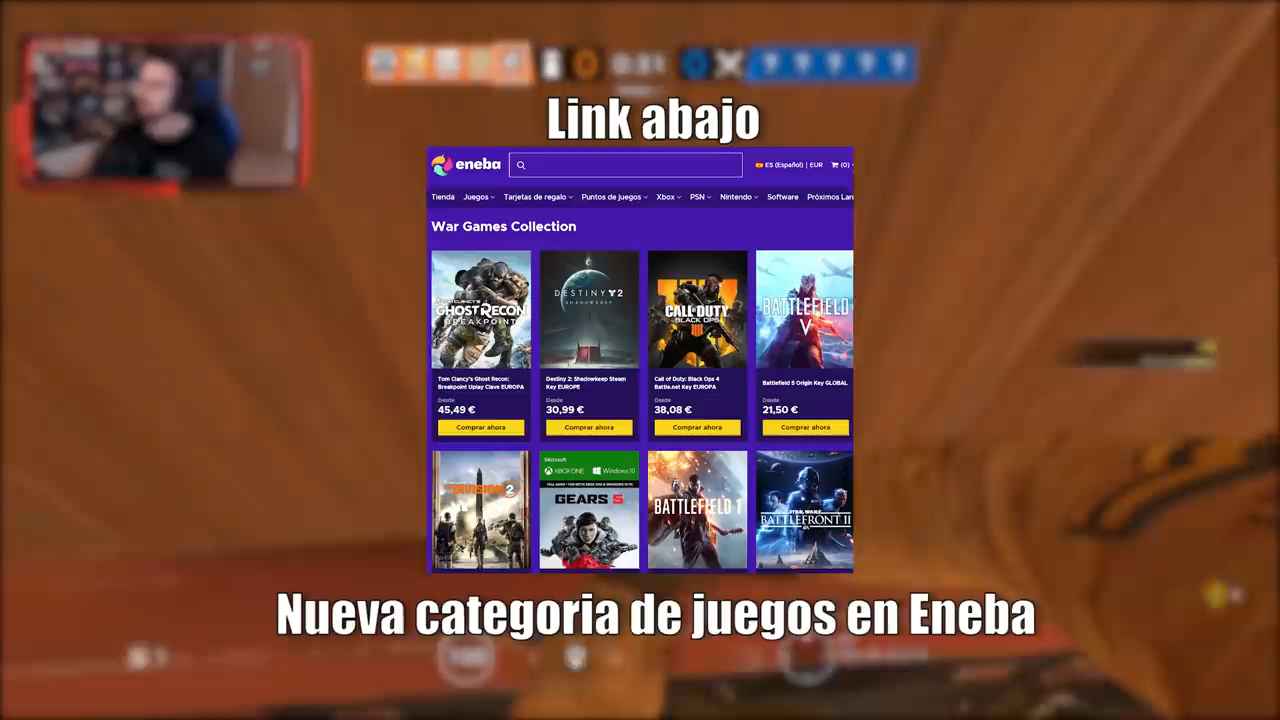 Link abajo
eneba
ES (Español) | EUR
(0)
Tienda Juegos Tarjetas de regalo Puntos de juegos Xbox PSN Nintendo Software Próximos Lan
War Games Collection
TOM CLANCY'S
GHOST RECON
BREAKPOINT
DESTINY 2
SHADOWKEEP
CALL OF DUTY
BLACK OPS
BATTLEFIELD
V
Tom Clancy's Ghost Recon:
Breakpoint Uplay Clave EUROPA
Destiny 2: Shadowkeep Steam
Key EUROPE
Call of Duty: Black Ops 4
Battle.net Key EUROPA
Battlefield 5 Origin Key GLOBAL
Desde Desde Desde Desde
45,49 € 30,99 € 38,08 € 21,50 €
Comprar ahora Comprar ahora Comprar ahora Comprar ahora
DIVISION 2
Microsoft
XBOX ONE Windows 10
GEARS 5
BATTLEFIELD 1
STAR WARS
BATTLEFRONT II
Nueva categoria de juegos en Eneba